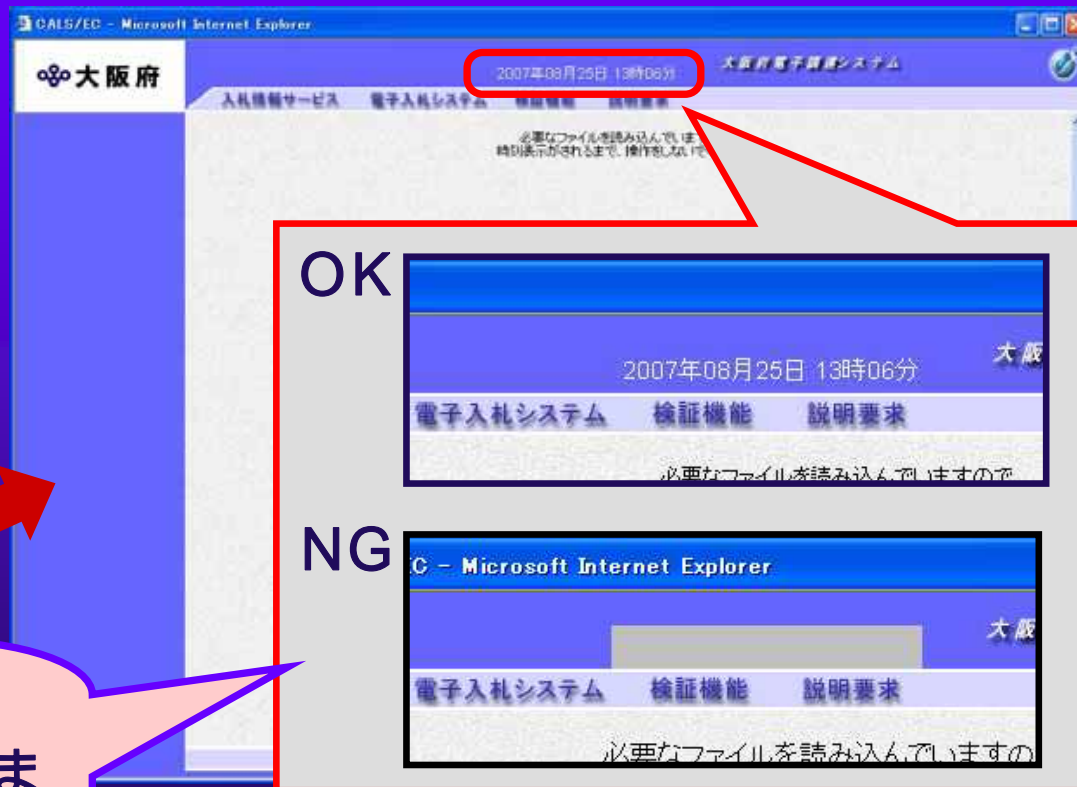 CALS/EC - Microsoft Internet Explorer
大阪府
2007年08月25日 13時06分
大阪府電子調達システム
入札情報サービス 電子入札システム 検証機能 説明要求
必要なファイルを読み込んでいま
時刻表示がされるまで、操作をしないで
OK
2007年08月25日 13時06分
大阪
電子入札システム 検証機能 説明要求
必要なファイルを読み込んでいますので
NG
C - Microsoft Internet Explorer
大阪
電子入札システム 検証機能 説明要求
必要なファイルを読み込んでいますの
ま